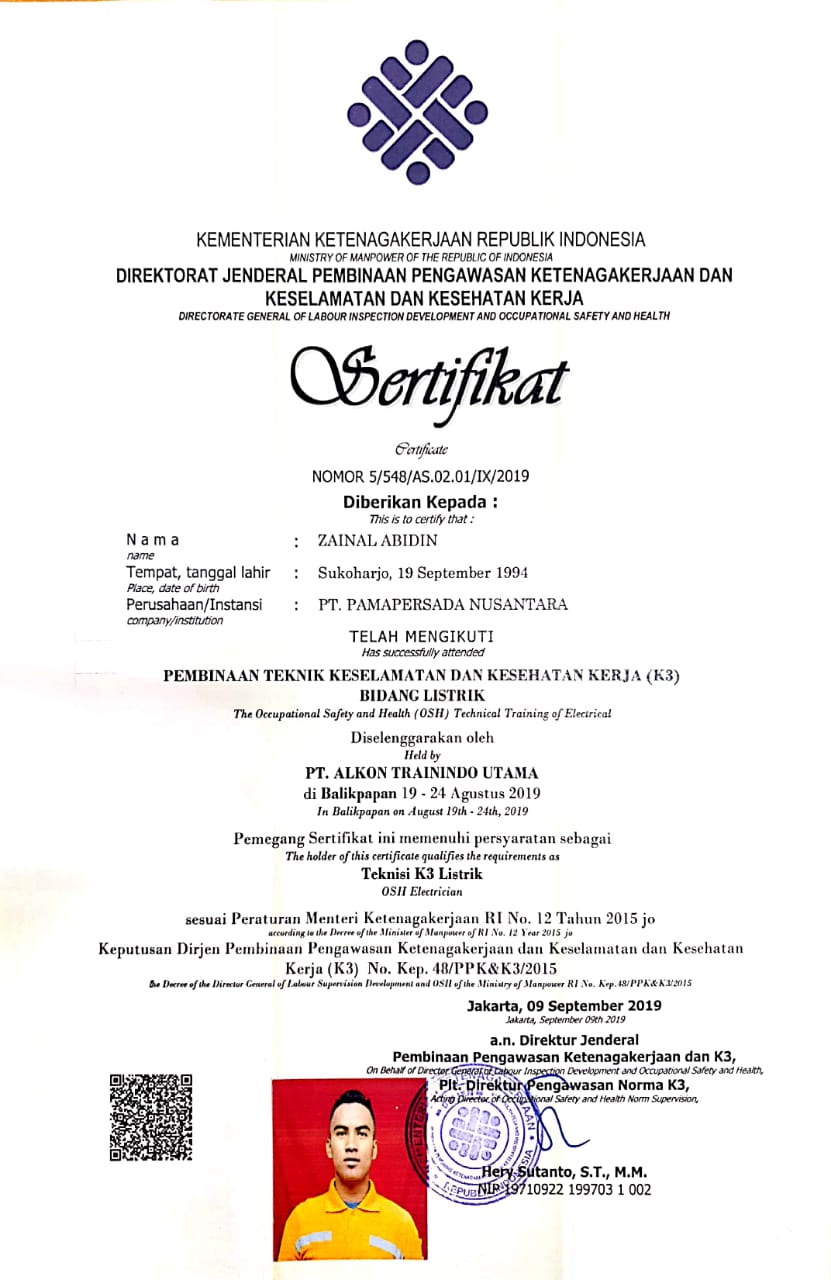 KEMENTERIAN KETENAGAKERJAAN REPUBLIK INDONESIA
MINISTRY OF MANPOWER OF THE REPUBLIC OF INDONESIA
DIREKTORAT JENDERAL PEMBINAAN PENGAWASAN KETENAGAKERJAAN DAN
KESELAMATAN DAN KESEHATAN KERJA
DIRECTORATE GENERAL OF LABOUR INSPECTION DEVELOPMENT AND OCCUPATIONAL SAFETY AND HEALTH
Sertifikat
Certificate
NOMOR 5/548/AS.02.01/IX/2019
Diberikan Kepada :
This is to certify that :
Nama : ZAINAL ABIDIN
name
Tempat, tanggal lahir : Sukoharjo, 19 September 1994
Place, date of birth
Perusahaan/Instansi : PT. PAMAPERSADA NUSANTARA
company/institution
TELAH MENGIKUTI
Has successfully attended
PEMBINAAN TEKNIK KESELAMATAN DAN KESEHATAN KERJA (K3)
BIDANG LISTRIK
The Occupational Safety and Health (OSH) Technical Training of Electrical
Diselenggarakan oleh
Held by
PT. ALKON TRAININDO UTAMA
di Balikpapan 19 - 24 Agustus 2019
In Balikpapan on August 19th - 24th, 2019
Pemegang Sertifikat ini memenuhi persyaratan sebagai
The holder of this certificate qualifies the requirements as
Teknisi K3 Listrik
OSH Electrician
sesuai Peraturan Menteri Ketenagakerjaan RI No. 12 Tahun 2015 jo
according to the Decree of the Minister of Manpower of RI No. 12 Year 2015 jo
Keputusan Dirjen Pembinaan Pengawasan Ketenagakerjaan dan Keselamatan dan Kesehatan
Kerja (K3) No. Kep. 48/PPK&K3/2015
the Decree of the Director General of Labour Supervision Development and OSH of the Ministry of Manpower RI No. Kep. 48/PPK&K3/2015
Jakarta, 09 September 2019
Jakarta, September 09th 2019
a.n. Direktur Jenderal
Pembinaan Pengawasan Ketenagakerjaan dan K3,
On Behalf of Director General of Labour Inspection Development and Occupational Safety and Health,
Plt. Direktur Pengawasan Norma K3,
Acting Director of Occupational Safety and Health Norm Supervision,
Hery Sutanto, S.T., M.M.
NIP 19710922 199703 1 002
REPUBLIK INDONESIA